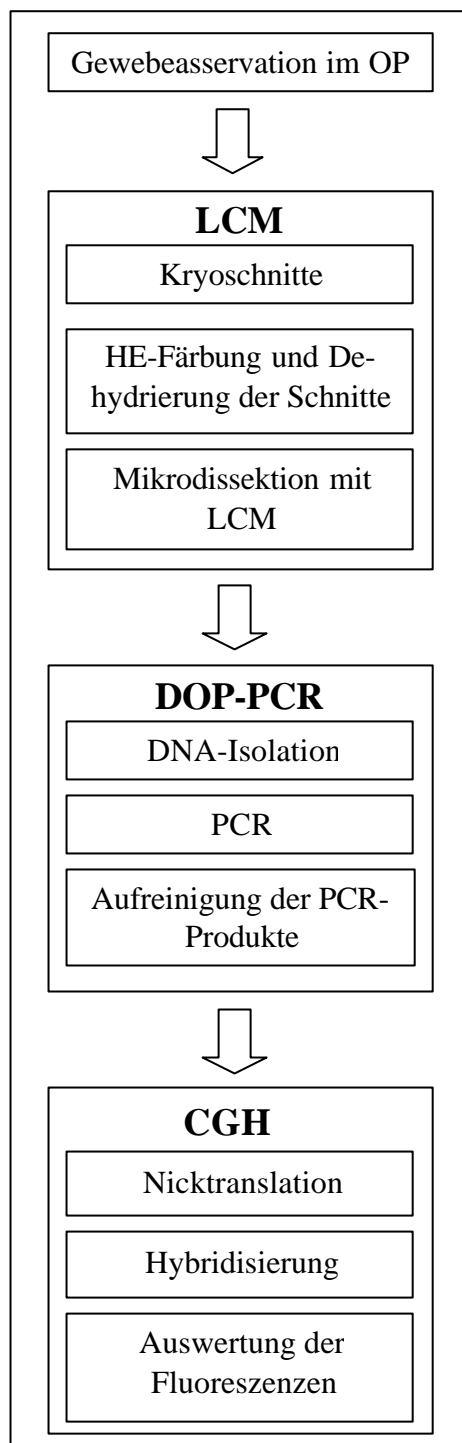 Gewebeasservation im OP
LCM
Kryoschnitte
HE-Färbung und De-
hydrierung der Schnitte
Mikrodissektion mit
LCM
DOP-PCR
DNA-Isolation
PCR
Aufreinigung der PCR-
Produkte
CGH
Nicktranslation
Hybridisierung
Auswertung der
Fluoreszenzen